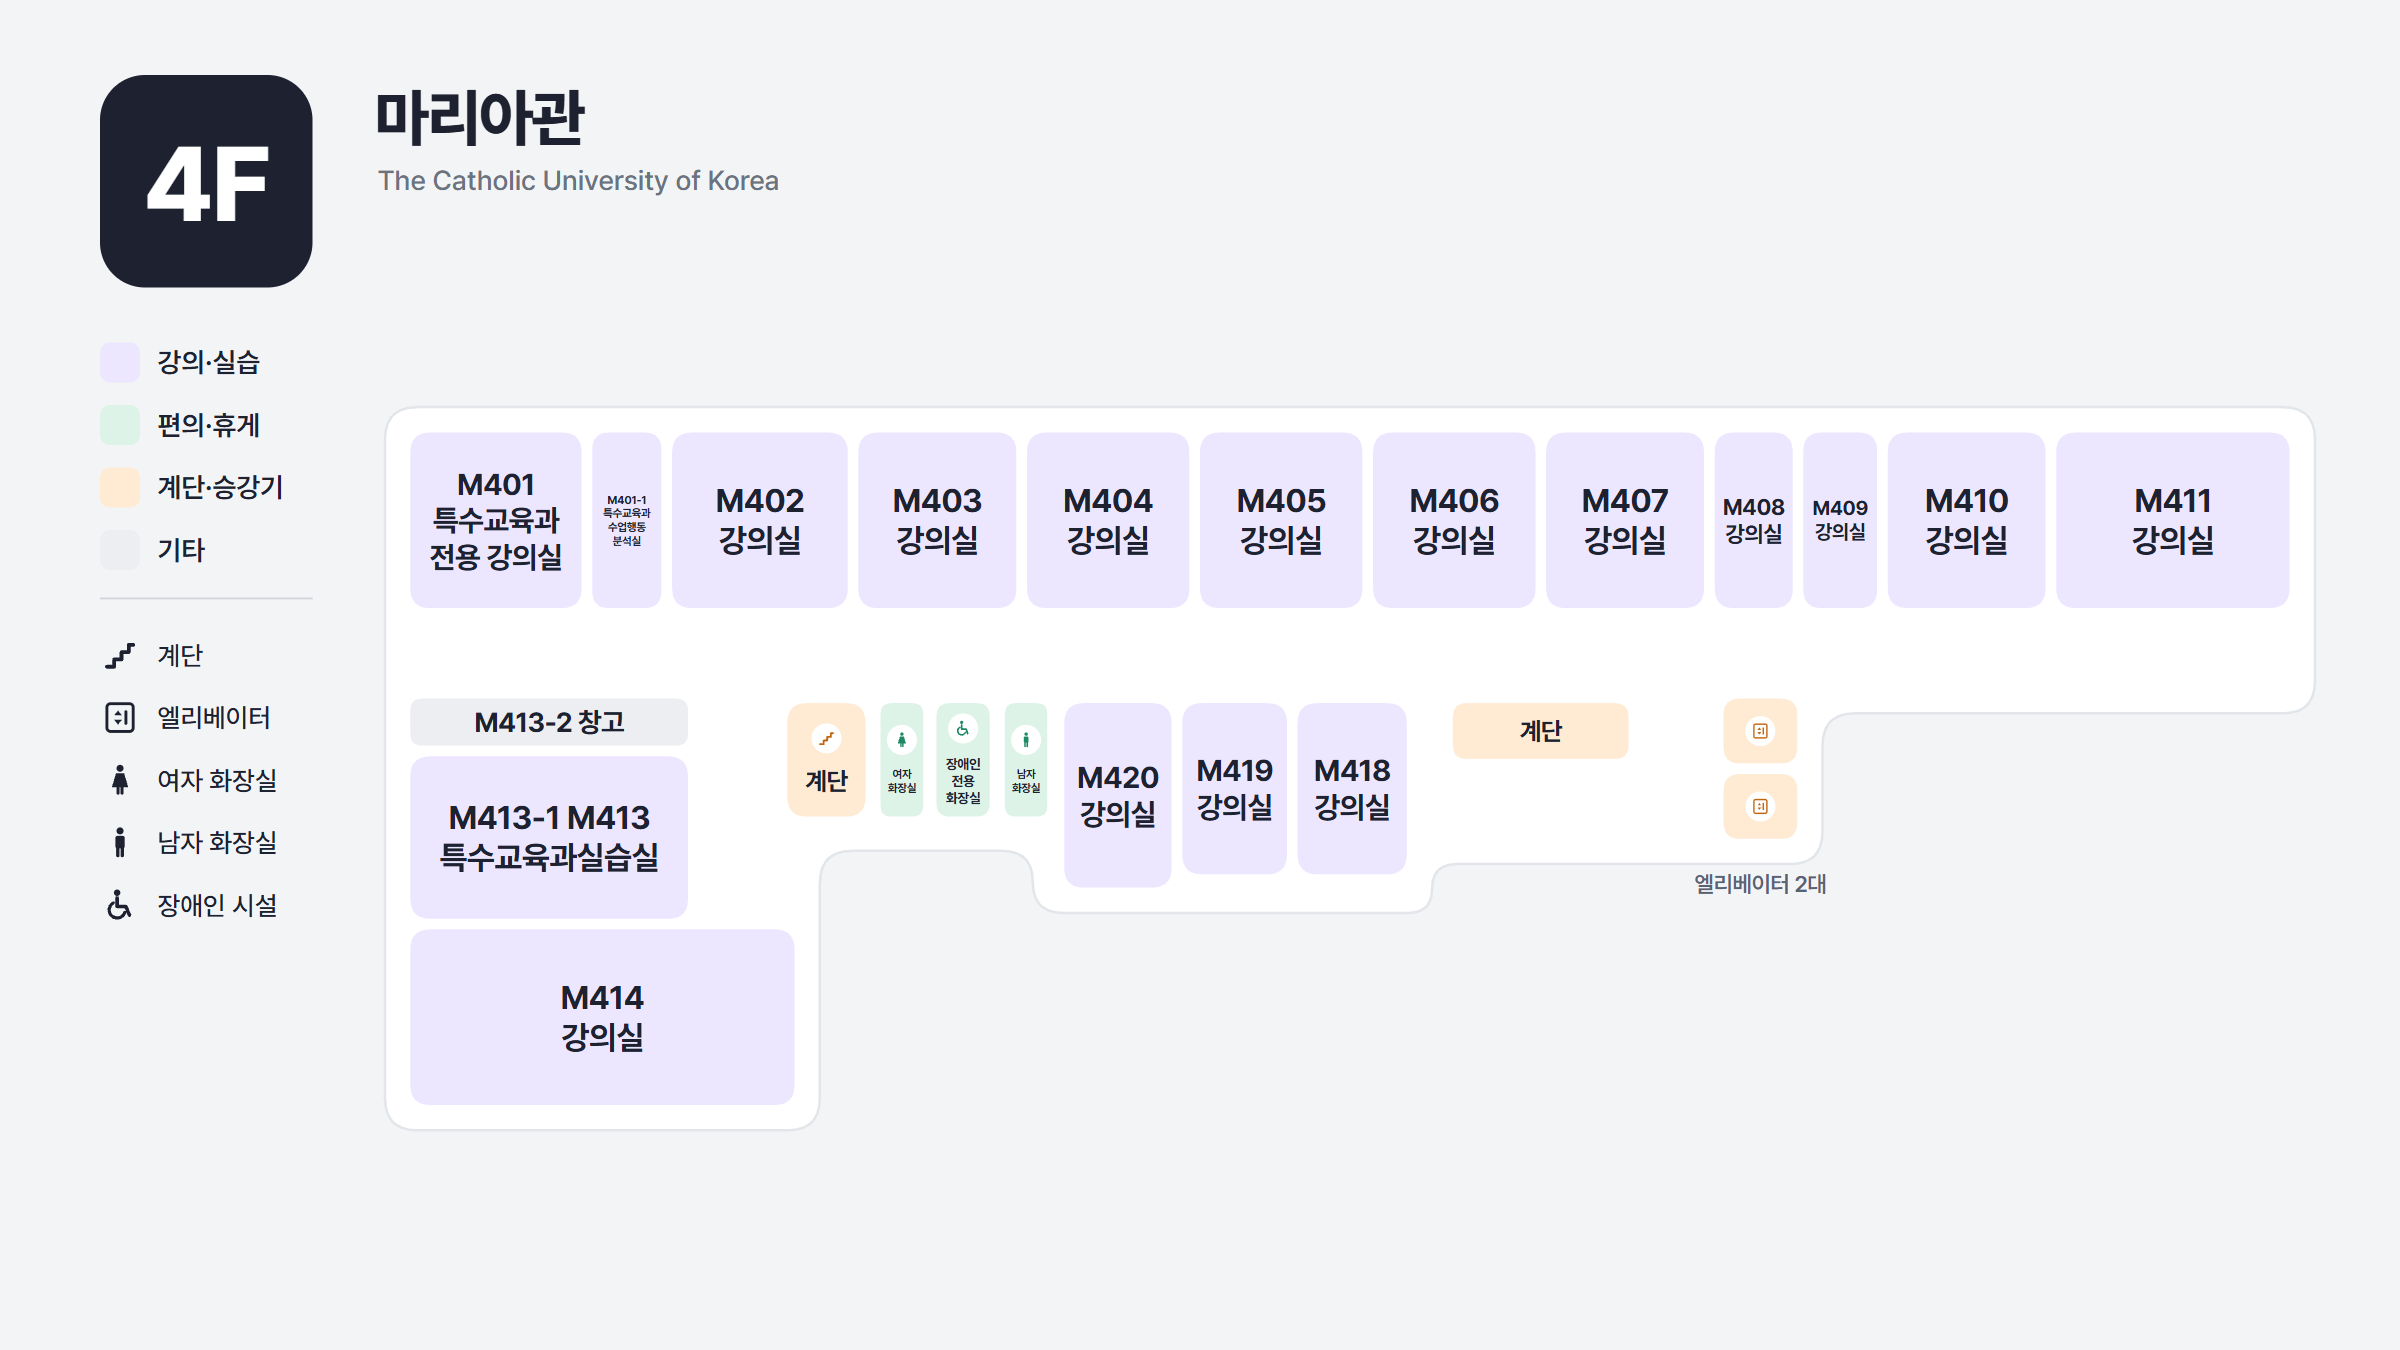 4F
마리아관
The Catholic University of Korea
강의·실습
편의·휴게
계단·승강기
기타
계단
엘리베이터
여자 화장실
남자 화장실
장애인 시설
M401
특수교육과
전용 강의실
M401-1
특수교육과
수업행동
분석실
M402
강의실
M403
강의실
M404
강의실
M405
강의실
M406
강의실
M407
강의실
M408
강의실
M409
강의실
M410
강의실
M411
강의실
M413-2 창고
M413-1 M413
특수교육과실습실
M414
강의실
계단
여자
화장실
장애인
전용
화장실
남자
화장실
M420
강의실
M419
강의실
M418
강의실
계단
엘리베이터 2대